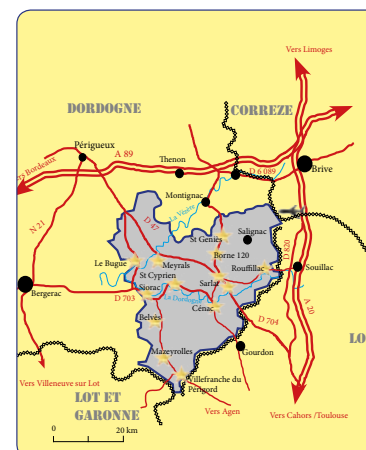 Vers Limoges
DORDOGNE
CORREZE
Périgueux
A 89
Thenon
D 6 089
Brive
Vers Bordeaux
Montignac
La Vézère
N 21
D 47
St Geniès
Salignac
Borne 120
D 820
Le Bugue
Meyrals
Rouffillac
Souillac
St Cyprien
Siorac
Sarlat
Bergerac
D 703
La Dordogne
Cénac
A 20
Belvès
D 704
Gourdon
LO
Mazeyrolles
Villefranche du
Périgord
Vers Villeneuve sur Lot
LOT ET
GARONNE
Vers Agen
Vers Cahors /Toulouse
0 20 km